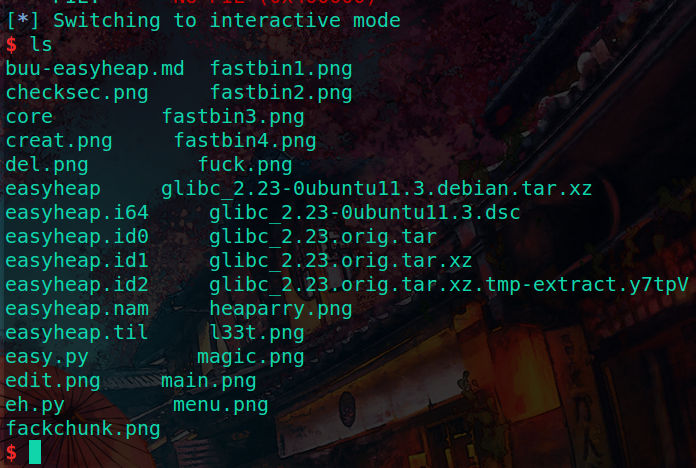 [*] Switching to interactive mode
$ ls
buu-easyheap.md  fastbin1.png
checksec.png     fastbin2.png
core         fastbin3.png
creat.png     fastbin4.png
del.png         fuck.png
easyheap     glibc_2.23-0ubuntu11.3.debian.tar.xz
easyheap.i64     glibc_2.23-0ubuntu11.3.dsc
easyheap.id0     glibc_2.23.orig.tar
easyheap.id1     glibc_2.23.orig.tar.xz
easyheap.id2     glibc_2.23.orig.tar.xz.tmp-extract.y7tpV
easyheap.nam     heaparry.png
easyheap.til     l33t.png
easy.py         magic.png
edit.png     main.png
eh.py         menu.png
fackchunk.png
$